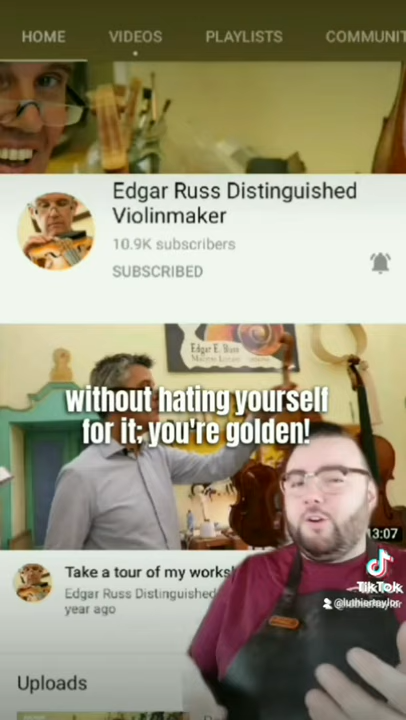 HOME VIDEOS PLAYLISTS COMMUNIT
Edgar Russ Distinguished
Violinmaker
10.9K subscribers
SUBSCRIBED
Edgar E. Russ
without hating yourself
for it; you're golden!
13:07
Take a tour of my works
Edgar Russ Distinguished
year ago
TikTok
@luthiertaylor
Uploads